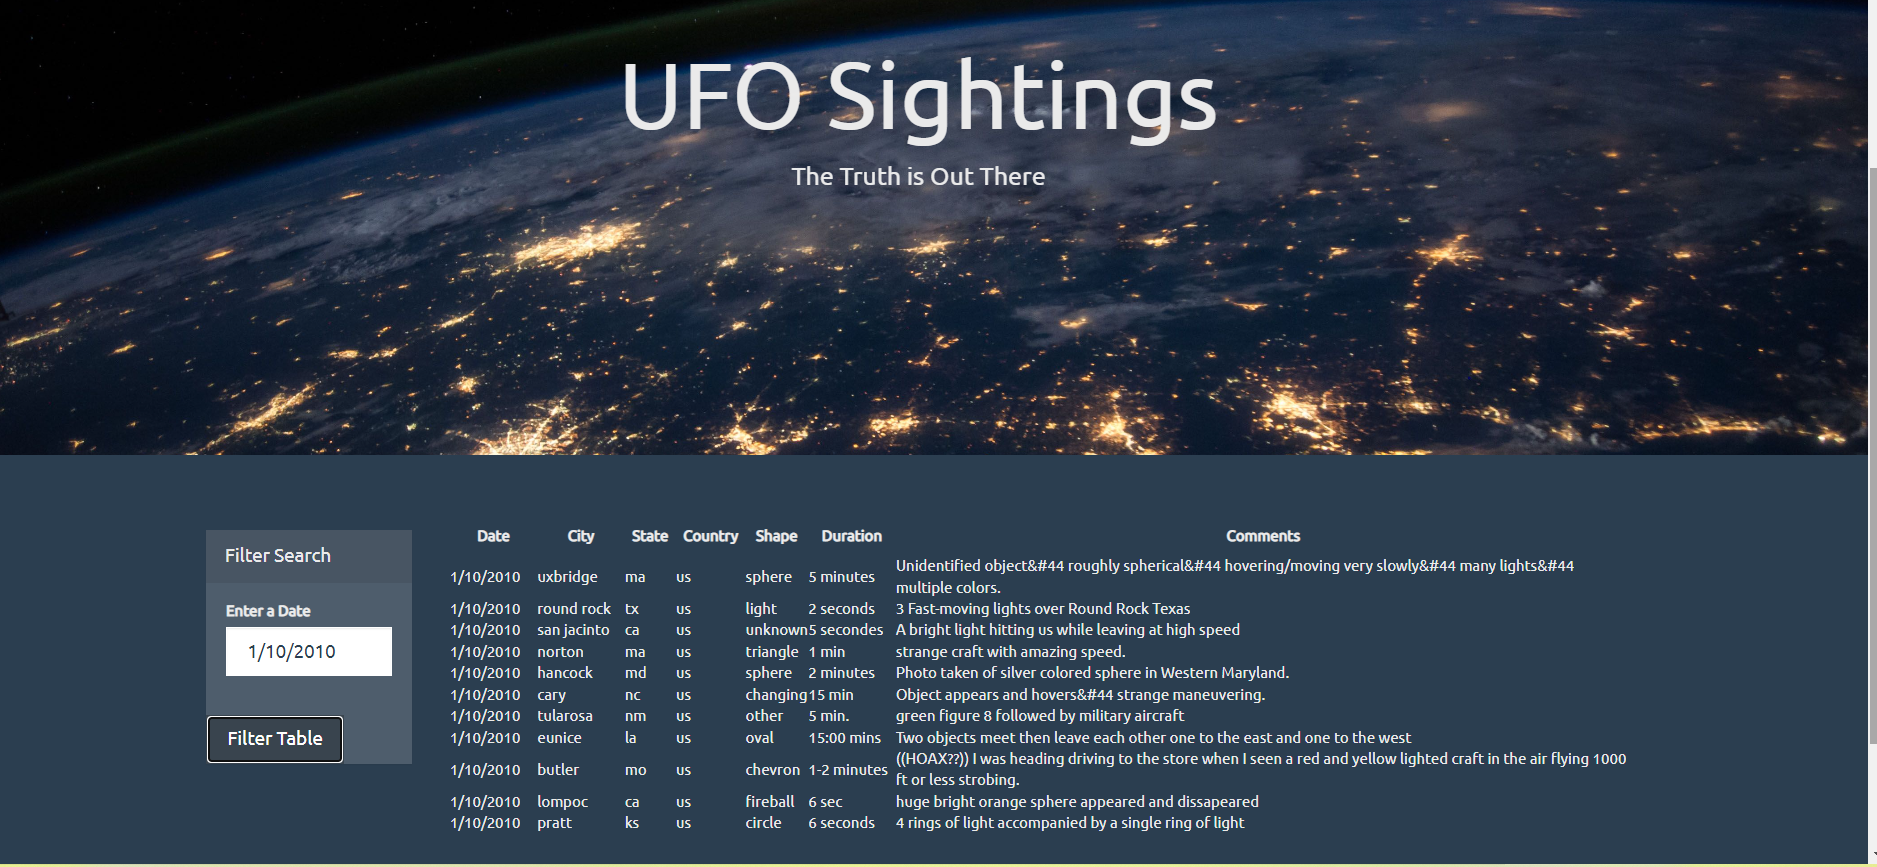 UFO Sightings
The Truth is Out There
Filter Search
Enter a Date
1/10/2010
Filter Table
Date City State Country Shape Duration Comments
1/10/2010 uxbridge ma us sphere 5 minutes Unidentified object&#44 roughly spherical&#44 hovering/moving very slowly&#44 many lights&#44
multiple colors.
1/10/2010 round rock tx us light 2 seconds 3 Fast-moving lights over Round Rock Texas
1/10/2010 san jacinto ca us unknown 5 secondes A bright light hitting us while leaving at high speed
1/10/2010 norton ma us triangle 1 min strange craft with amazing speed.
1/10/2010 hancock md us sphere 2 minutes Photo taken of silver colored sphere in Western Maryland.
1/10/2010 cary nc us changing 15 min Object appears and hovers&#44 strange maneuvering.
1/10/2010 tularosa nm us other 5 min. green figure 8 followed by military aircraft
1/10/2010 eunice la us oval 15:00 mins Two objects meet then leave each other one to the east and one to the west
1/10/2010 butler mo us chevron 1-2 minutes ((HOAX??)) I was heading driving to the store when I seen a red and yellow lighted craft in the air flying 1000
ft or less strobing.
1/10/2010 lompoc ca us fireball 6 sec huge bright orange sphere appeared and dissapeared
1/10/2010 pratt ks us circle 6 seconds 4 rings of light accompanied by a single ring of light